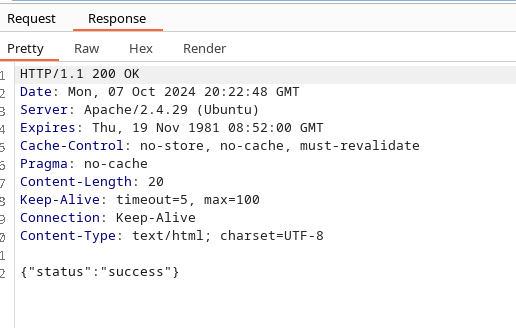 Request Response
Pretty Raw Hex Render
1 HTTP/1.1 200 OK
2 Date: Mon, 07 Oct 2024 20:22:48 GMT
3 Server: Apache/2.4.29 (Ubuntu)
4 Expires: Thu, 19 Nov 1981 08:52:00 GMT
5 Cache-Control: no-store, no-cache, must-revalidate
6 Pragma: no-cache
7 Content-Length: 20
8 Keep-Alive: timeout=5, max=100
9 Connection: Keep-Alive
0 Content-Type: text/html; charset=UTF-8
1
2 {"status":"success"}